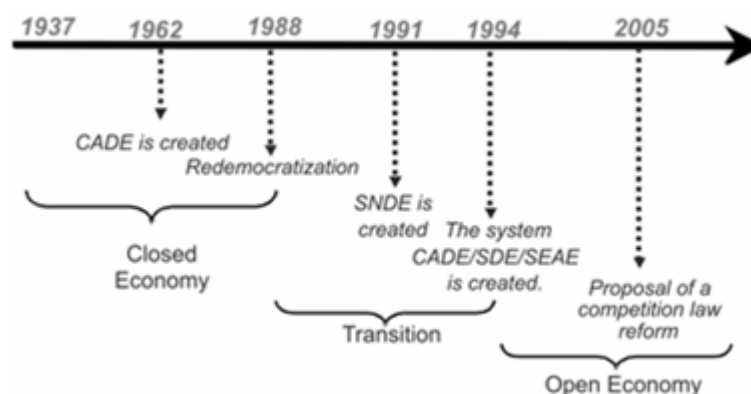 1937 1962 1988 1991 1994 2005
CADE is created
Redemocratization
SNDE is
created
The system
CADE/SDE/SEAE
is created.
Proposal of a
competition law
reform
Closed
Economy
Transition
Open Economy